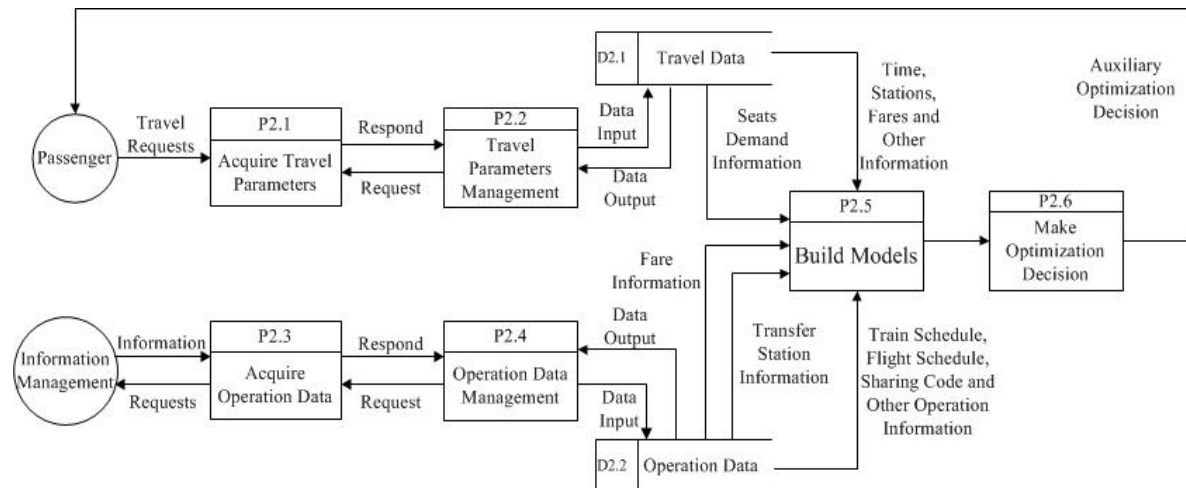 D2.1
Travel Data
Time,
Stations,
Fares and
Other
Information
Auxiliary
Optimization
Decision
Passenger
Travel
Requests
P2.1
Acquire Travel
Parameters
Respond
Request
P2.2
Travel
Parameters
Management
Data
Input
Data
Output
Seats
Demand
Information
P2.5
Build Models
P2.6
Make
Optimization
Decision
Information
Management
Information
Requests
P2.3
Acquire
Operation Data
Respond
Request
P2.4
Operation Data
Management
Data
Output
Data
Input
Fare
Information
Transfer
Station
Information
Train Schedule,
Flight Schedule,
Sharing Code and
Other Operation
Information
D2.2
Operation Data